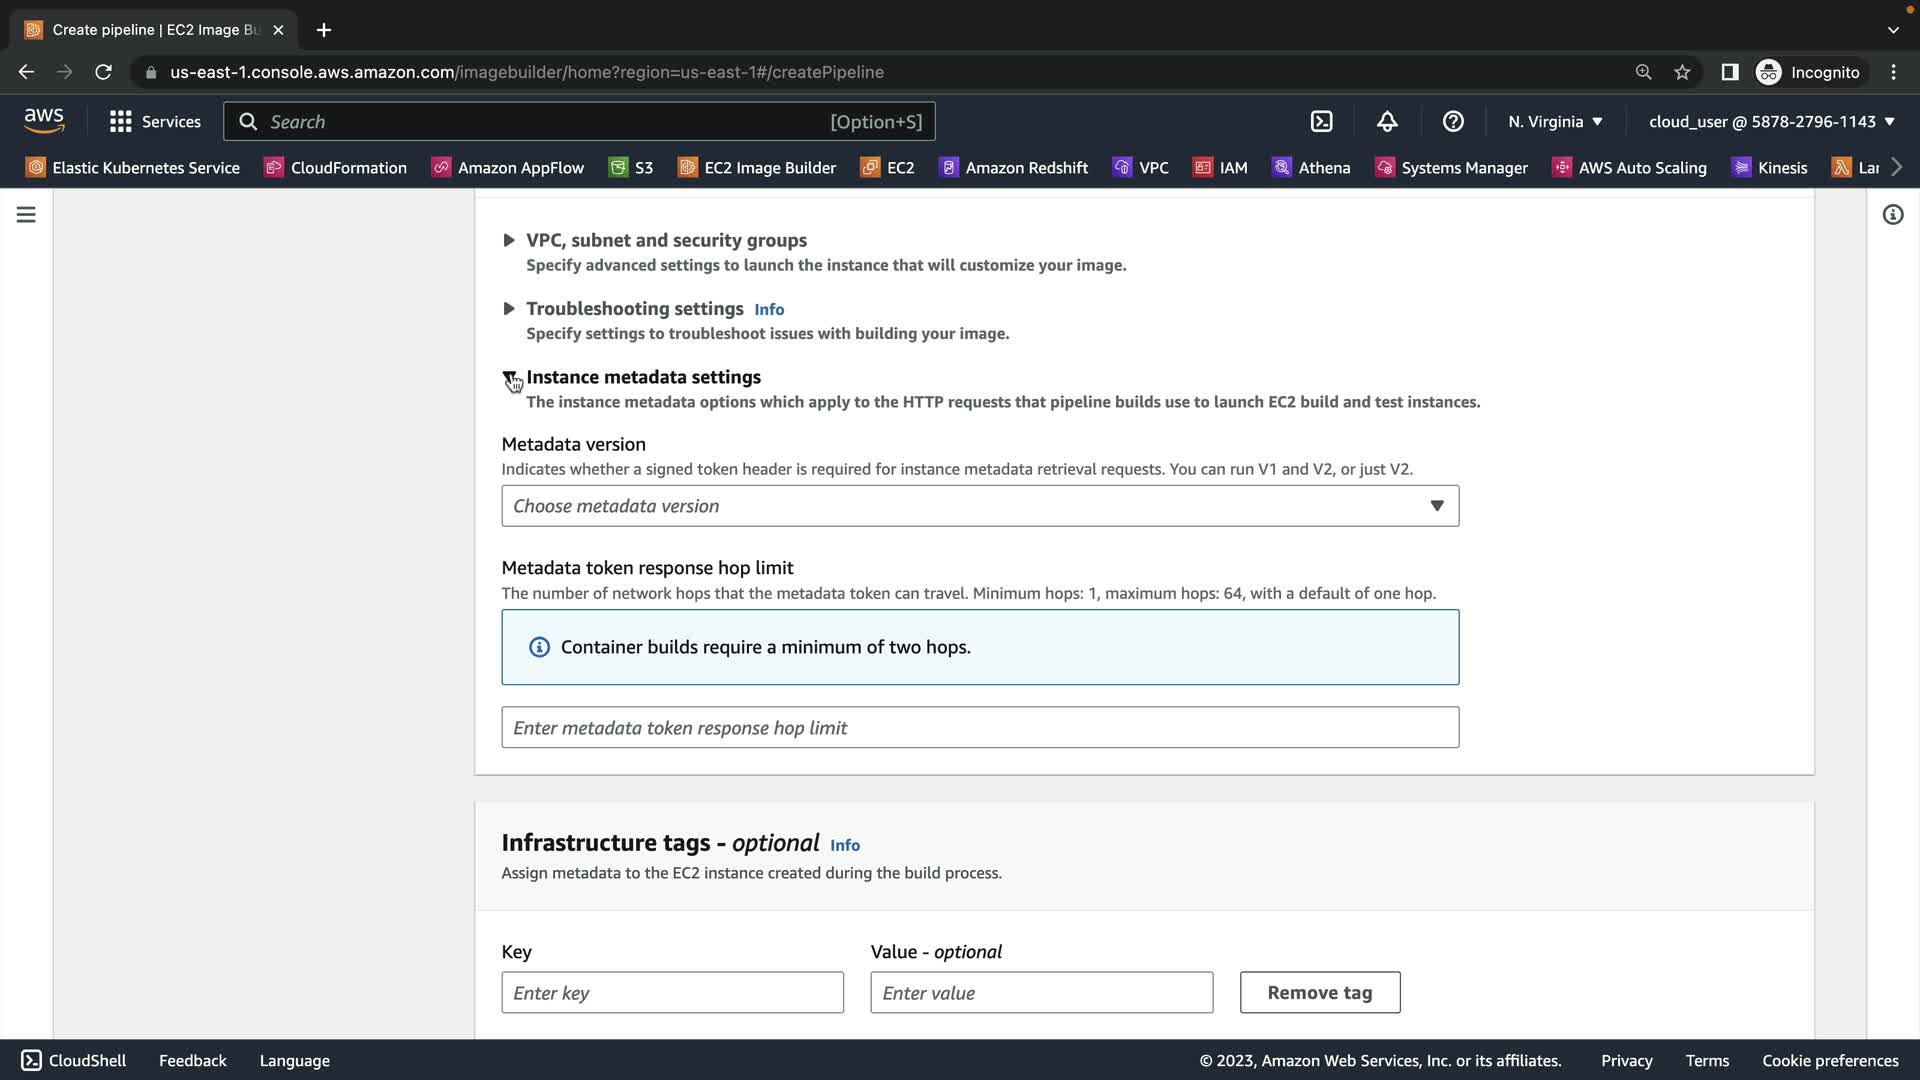 Create pipeline | EC2 Image Bu
us-east-1.console.aws.amazon.com/imagebuilder/home?region=us-east-1#/createPipeline
Incognito
aws
Services
Search
[Option+S]
N. Virginia
cloud_user @ 5878-2796-1143
Elastic Kubernetes Service
CloudFormation
Amazon AppFlow
S3
EC2 Image Builder
EC2
Amazon Redshift
VPC
IAM
Athena
Systems Manager
AWS Auto Scaling
Kinesis
Lar
VPC, subnet and security groups
Specify advanced settings to launch the instance that will customize your image.
Troubleshooting settings Info
Specify settings to troubleshoot issues with building your image.
Instance metadata settings
The instance metadata options which apply to the HTTP requests that pipeline builds use to launch EC2 build and test instances.
Metadata version
Indicates whether a signed token header is required for instance metadata retrieval requests. You can run V1 and V2, or just V2.
Choose metadata version
Metadata token response hop limit
The number of network hops that the metadata token can travel. Minimum hops: 1, maximum hops: 64, with a default of one hop.
Container builds require a minimum of two hops.
Enter metadata token response hop limit
Infrastructure tags - optional Info
Assign metadata to the EC2 instance created during the build process.
Key
Value - optional
Enter key
Enter value
Remove tag
CloudShell
Feedback
Language
© 2023, Amazon Web Services, Inc. or its affiliates.
Privacy
Terms
Cookie preferences